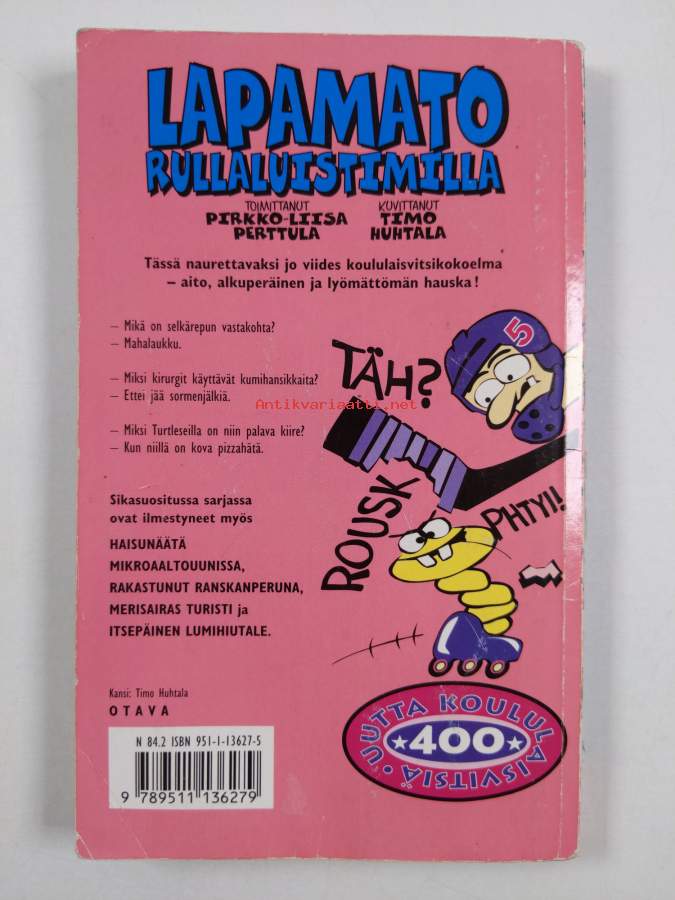 LAPAMATO
RULLALUISTIMILLA
TOIMITTANUT
PIRKKO-LIISA
PERTTULA
KUVITTANUT
TIMO
HUHTALA
Tässä naurettavaksi jo viides koululaisvitsikokoelma
– aito, alkuperäinen ja lyömättömän hauska!
– Mikä on selkärepun vastakohta?
– Mahalaukku.
– Miksi kirurgit käyttävät kumihansikkaita?
– Ettei jää sormenjälkiä.
– Miksi Turtleseilla on niin palava kiire?
– Kun niillä on kova pizzahätä.
Sikasuositussa sarjassa
ovat ilmestyneet myös
HAISUNÄÄTÄ
MIKROAALTOUUNISSA,
RAKASTUNUT RANSKANPERUNA,
MERISAIRAS TURISTI ja
ITSEPÄINEN LUMIHIUTALE.
5
TÄH?
Antikvariaatti.net
ROUSK
PHTYI!
Kansi: Timo Huhtala
OTAVA
N 84.2 ISBN 951-1-13627-5
9 789511 136279
UUTTA KOULULAISVITSIÄ
400